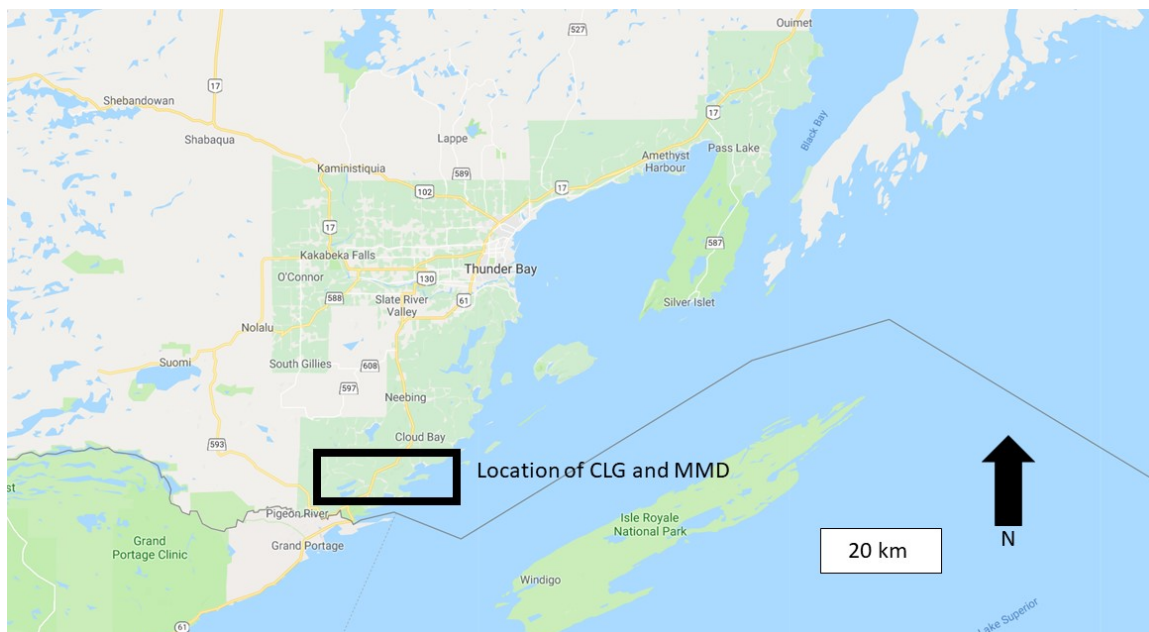 Ouimet
527
17
Shebandowan
17
Shabaqua
Lappe
Black Bay
Pass Lake
Amethyst
Harbour
Kaministiquia
589
17
102
17
587
Kakabeka Falls
Thunder Bay
O'Connor
130
588
Slate River
Valley
61
Silver Islet
Nolalu
Suomi
South Gillies
608
597
Neebing
593
Cloud Bay
Location of CLG and MMD
st
Pigeon River
Isle Royale
National Park
N
Grand
Portage Clinic
Grand Portage
20 km
Windigo
61
Lake Superior